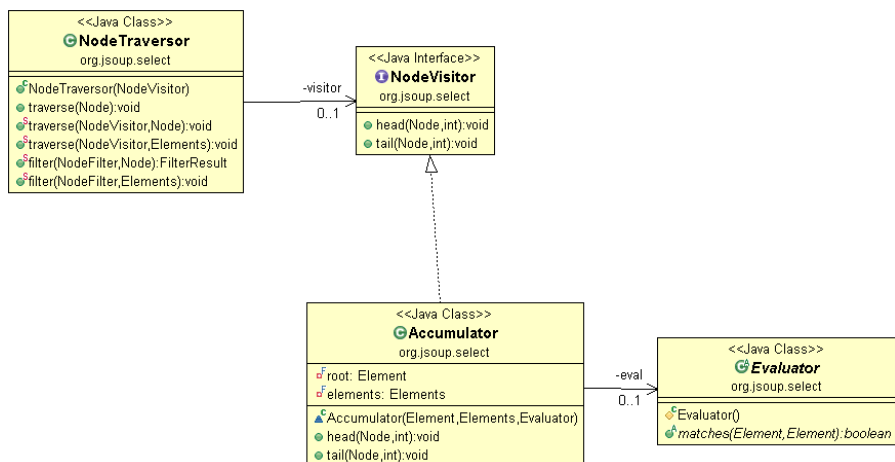 <<Java Class>>
NodeTraversor
org.jsoup.select
NodeTraversor(NodeVisitor)
traverse(Node):void
traverse(NodeVisitor,Node):void
traverse(NodeVisitor,Elements):void
filter(NodeFilter,Node):FilterResult
filter(NodeFilter,Elements):void
-visitor
0..1
<<Java Interface>>
NodeVisitor
org.jsoup.select
head(Node,int):void
tail(Node,int):void
<<Java Class>>
Accumulator
org.jsoup.select
root: Element
elements: Elements
Accumulator(Element,Elements,Evaluator)
head(Node,int):void
tail(Node,int):void
-eval
0..1
<<Java Class>>
Evaluator
org.jsoup.select
Evaluator()
matches(Element,Element):boolean